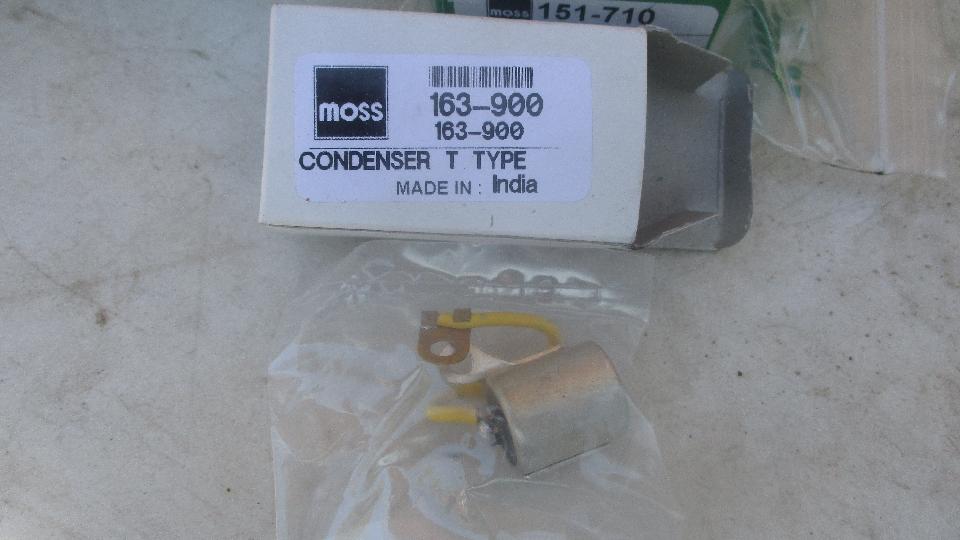 moss 151-710
moss
163-900
163-900
CONDENSER T TYPE
MADE IN : India